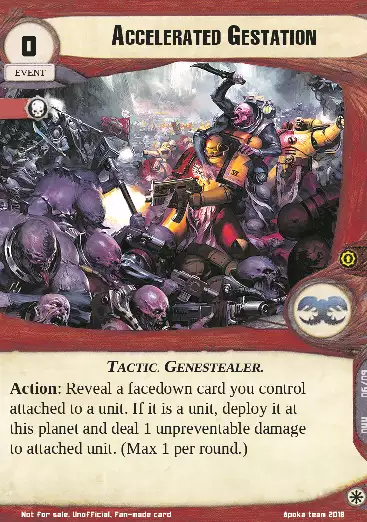 0
ACCELERATED GESTATION
EVENT
TACTIC. GENESTEALER.
Action: Reveal a facedown card you control
attached to a unit. If it is a unit, deploy it at
this planet and deal 1 unpreventable damage
to attached unit. (Max 1 per round.)
Not for sale. Unofficial. Fan-made card
Apoka team 2018